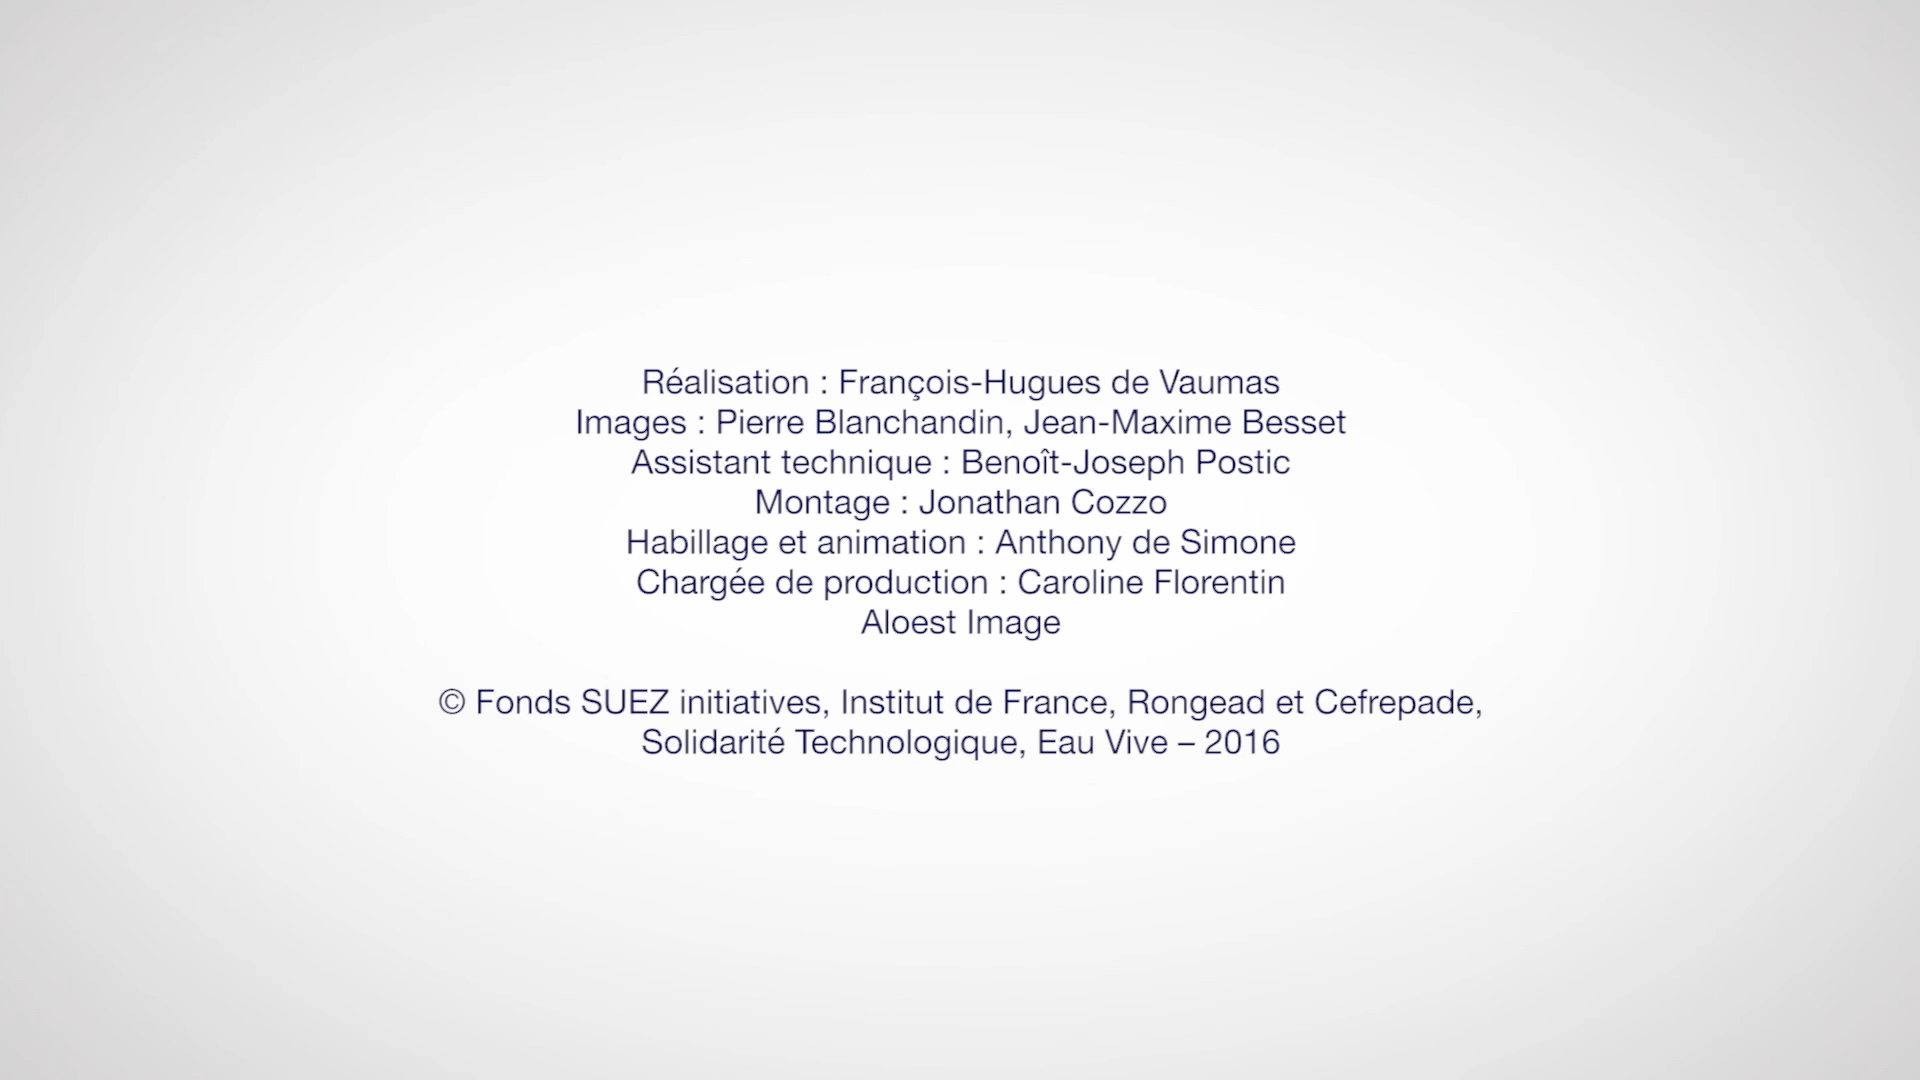 Réalisation : François-Hugues de Vaumas
Images : Pierre Blanchandin, Jean-Maxime Besset
Assistant technique : Benoît-Joseph Postic
Montage : Jonathan Cozzo
Habillage et animation : Anthony de Simone
Chargée de production : Caroline Florentin
Aloest Image
© Fonds SUEZ initiatives, Institut de France, Rongead et Cefrepade,
Solidarité Technologique, Eau Vive – 2016